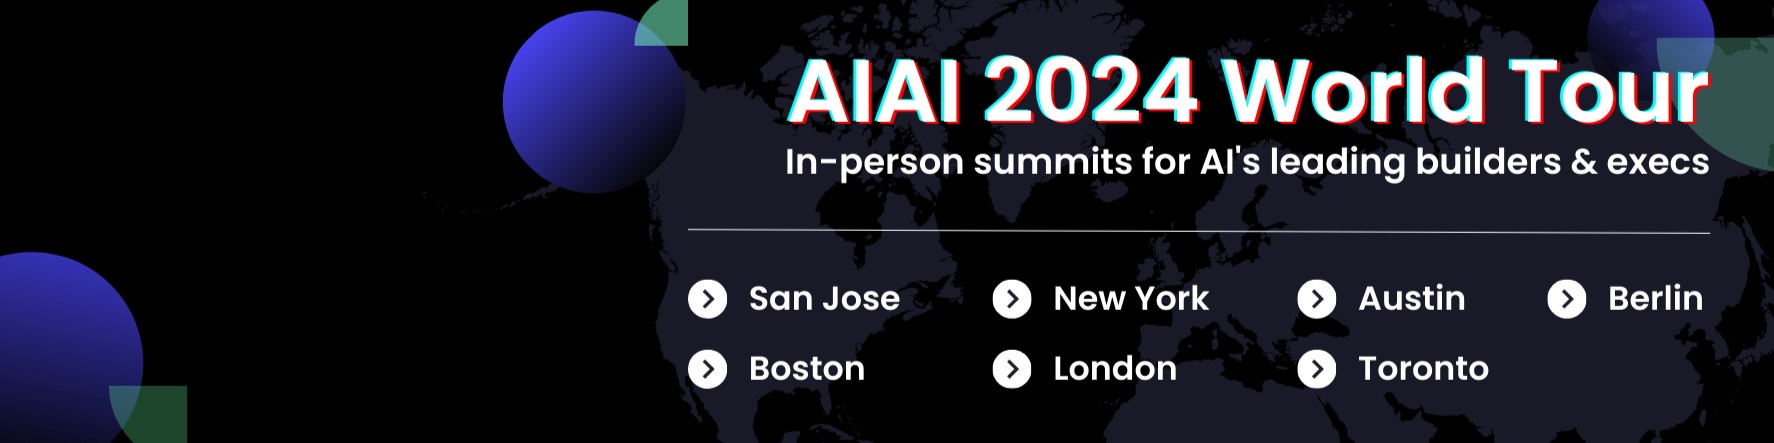 AIAI 2024 World Tour
In-person summits for AI's leading builders & execs
San Jose New York Austin Berlin
Boston London Toronto